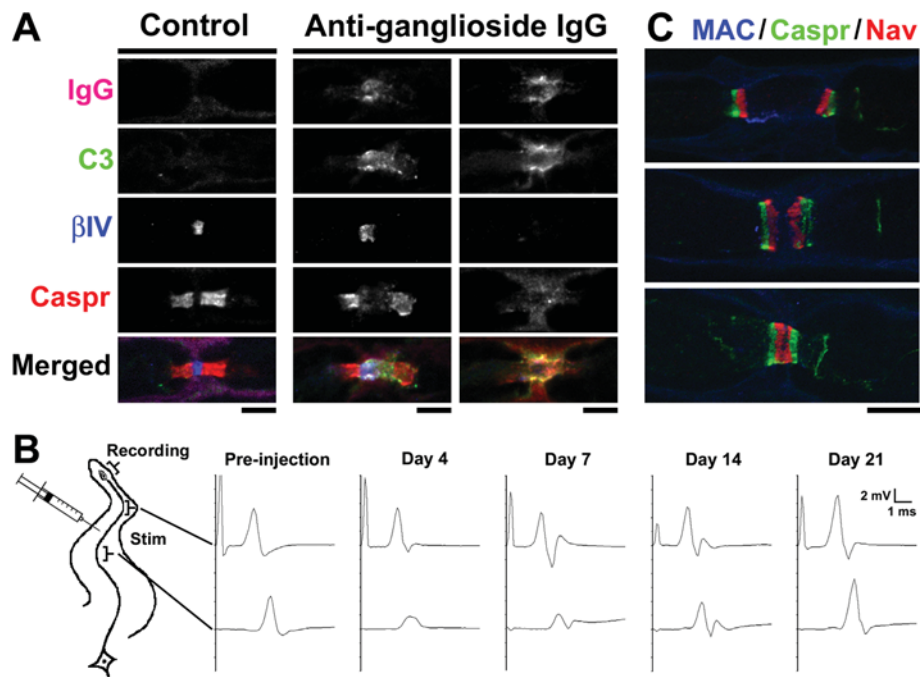 A
Control
Anti-ganglioside IgG
IgG
C3
βIV
Caspr
Merged
C
MAC/Caspr/Nav
B
Recording
Stim
Pre-injection
Day 4
Day 7
Day 14
Day 21
2 mV
1 ms